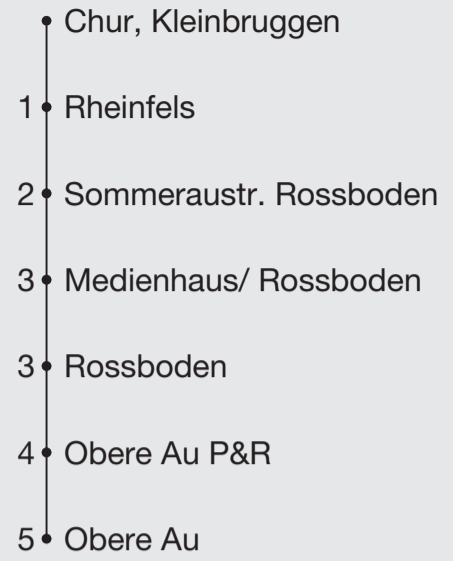 Chur, Kleinbruggen
1 Rheinfels
2 Sommeraustr. Rossboden
3 Medienhaus/ Rossboden
3 Rossboden
4 Obere Au P&R
5 Obere Au